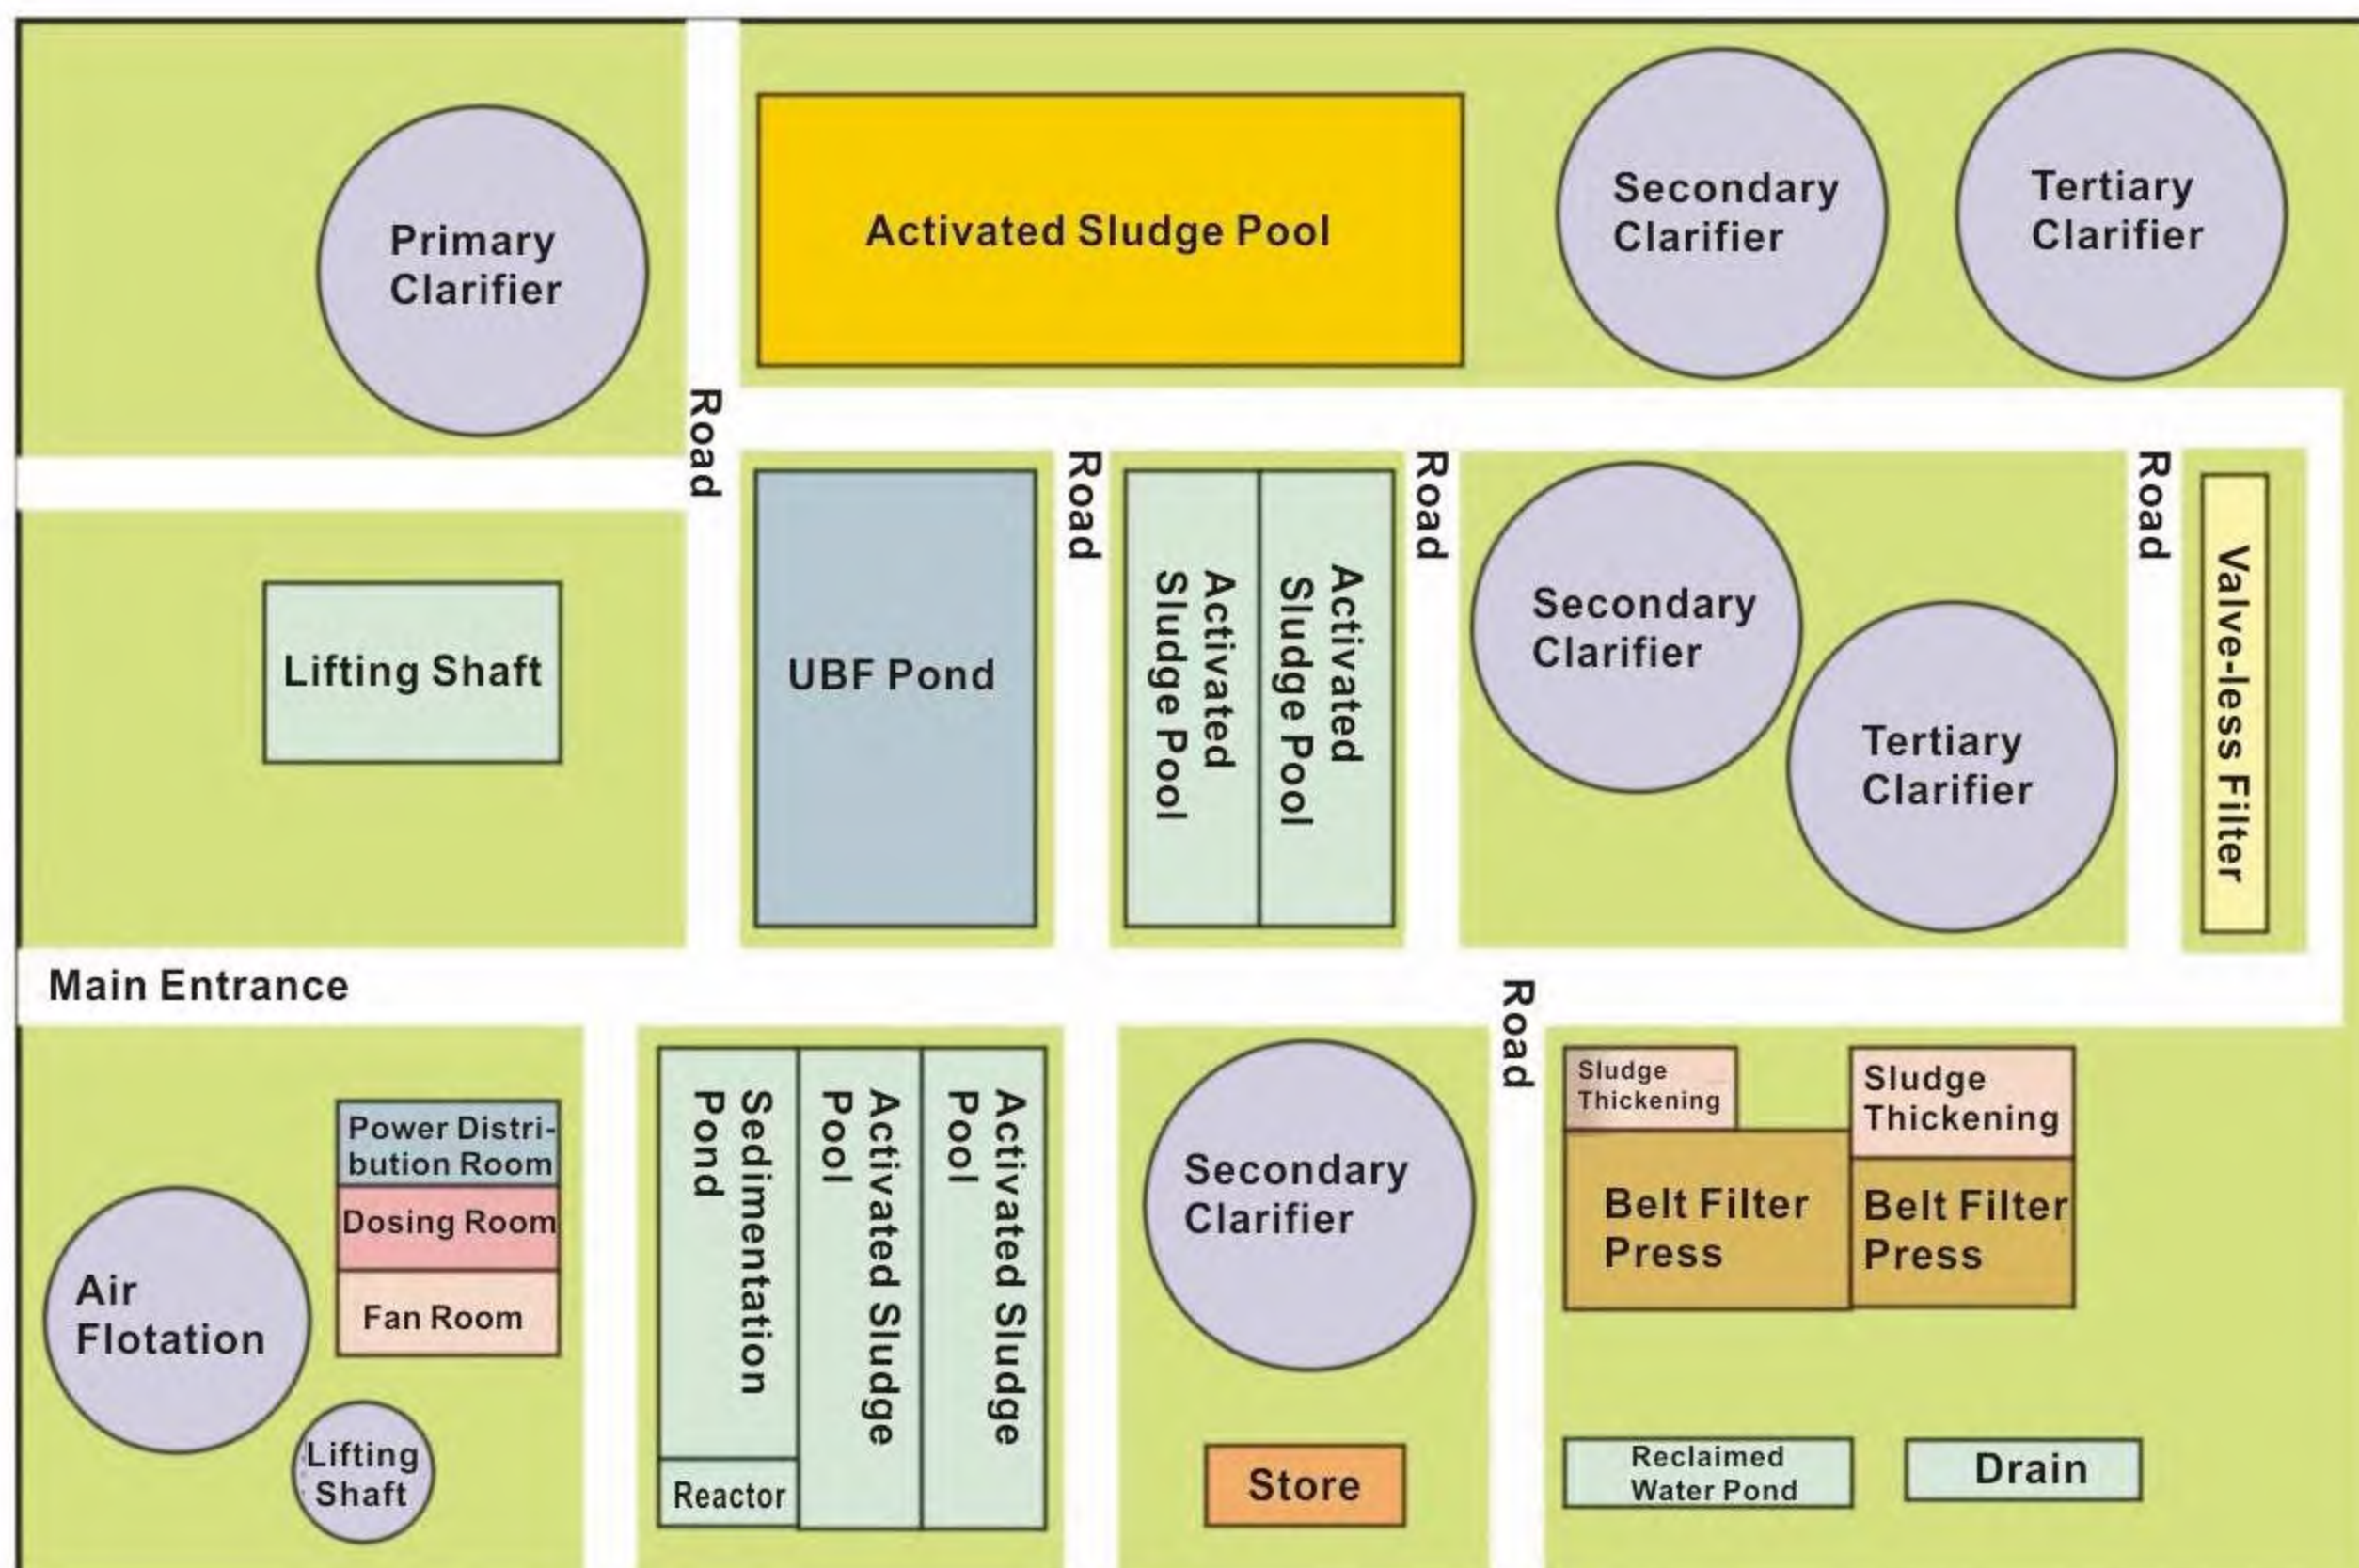 Primary
Clarifier
Activated Sludge Pool
Secondary
Clarifier
Tertiary
Clarifier
Road
Road
Road
Road
Lifting Shaft
UBF Pond
Activated
Sludge Pool
Activated
Sludge Pool
Secondary
Clarifier
Tertiary
Clarifier
Valve-less Filter
Main Entrance
Road
Power Distri-
bution Room
Dosing Room
Fan Room
Air
Flotation
Lifting
Shaft
Sedimentation
Pond
Reactor
Activated Sludge
Pool
Activated Sludge
Pool
Secondary
Clarifier
Store
Sludge
Thickening
Sludge
Thickening
Belt Filter
Press
Belt Filter
Press
Reclaimed
Water Pond
Drain